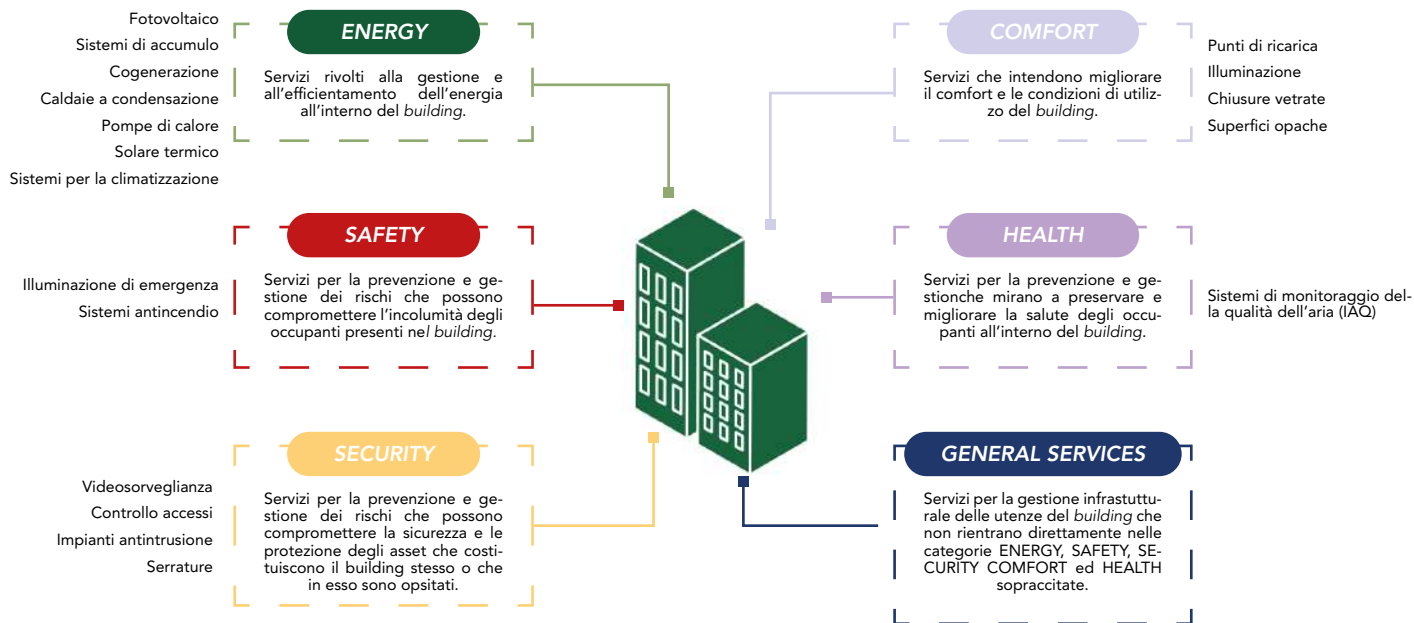 Fotovoltaico
Sistemi di accumulo
Cogenerazione
Caldaie a condensazione
Pompe di calore
Solare termico
Sistemi per la climatizzazione
ENERGY
Servizi rivolti alla gestione e
all'efficientamento dell'energia
all'interno del building.
COMFORT
Servizi che intendono migliorare
il comfort e le condizioni di utiliz-
zo del building.
Punti di ricarica
Illuminazione
Chiusure vetrate
Superfici opache
Illuminazione di emergenza
Sistemi antincendio
SAFETY
Servizi per la prevenzione e ge-
stione dei rischi che possono
compromettere l'incolumità degli
occupanti presenti nel building.
HEALTH
Servizi per la prevenzione e ge-
stionche mirano a preservare e
migliorare la salute degli occu-
panti all'interno del building.
Sistemi di monitoraggio del-
la qualità dell'aria (IAQ)
Videosorveglianza
Controllo accessi
Impianti antintrusione
Serrature
SECURITY
Servizi per la prevenzione e ge-
stione dei rischi che possono
compromettere la sicurezza e le
protezione degli asset che costi-
tuiscono il building stesso o che
in esso sono opsitati.
GENERAL SERVICES
Servizi per la gestione infrastuttu-
rale delle utenze del building che
non rientrano direttamente nelle
categorie ENERGY, SAFETY, SE-
CURITY COMFORT ed HEALTH
sopraccitate.